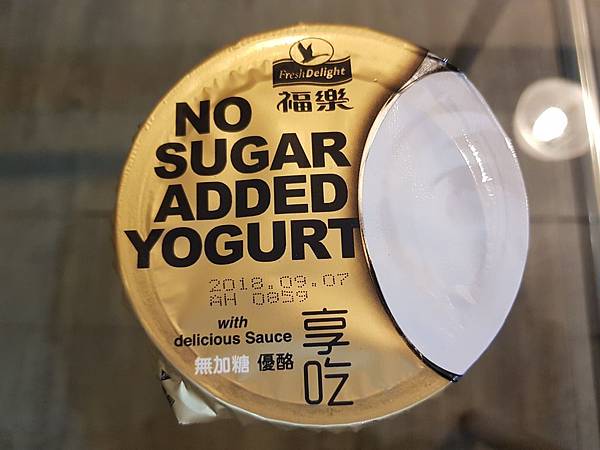 FreshDelight
福樂
NO
SUGAR
ADDED
YOGURT
2018.09.07
AH 0859
with
delicious Sauce
無加糖 優酪
享吃